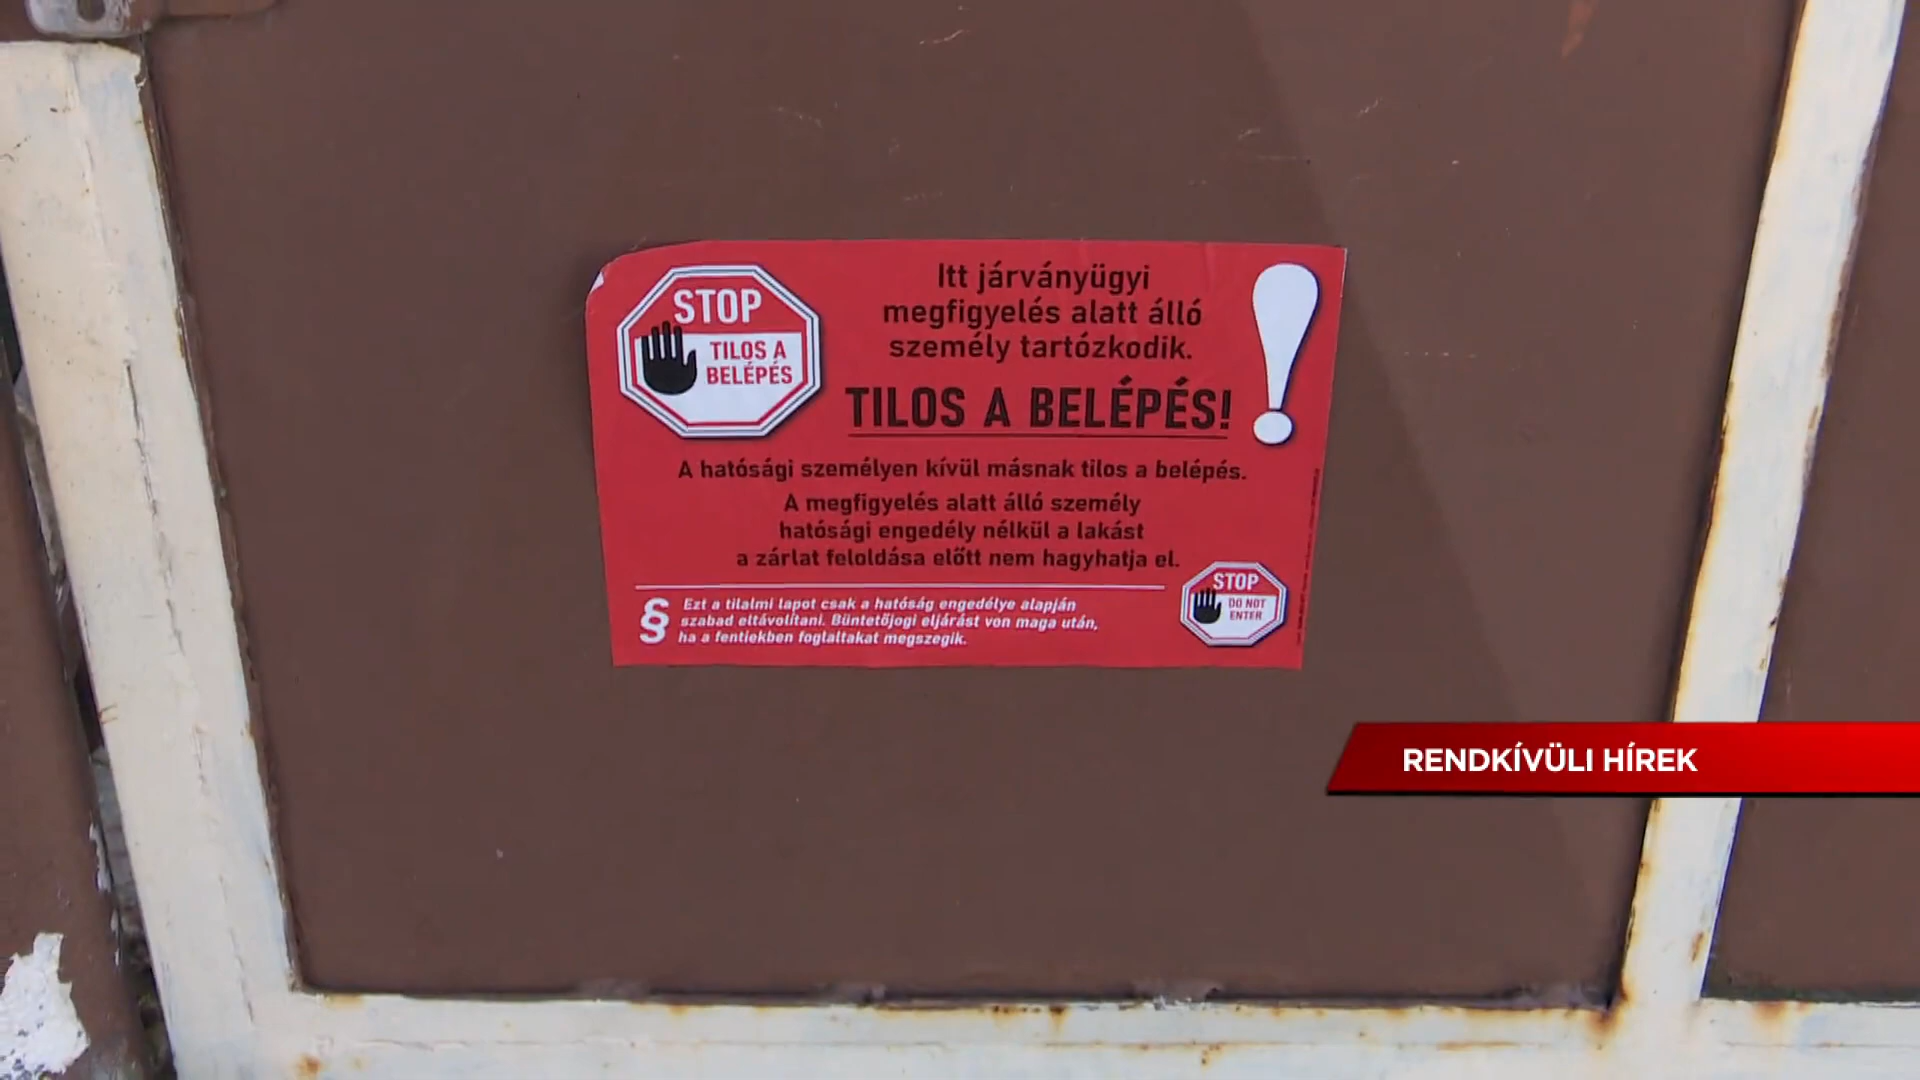 STOP
TILOS A
BELÉPÉS
Itt járványügyi
megfigyelés alatt álló
személy tartózkodik.
TILOS A BELÉPÉS!
A hatósági személyen kívül másnak tilos a belépés.
A megfigyelés alatt álló személy
hatósági engedély nélkül a lakást
a zárlat feloldása előtt nem hagyhatja el.
§ Ezt a tilalmi lapot csak a hatóság engedélye alapján
szabad eltávolítani. Büntetőjogi eljárást von maga után,
ha a fentiekben foglaltakat megszegik.
STOP
DO NOT
ENTER
RENDKÍVÜLI HÍREK